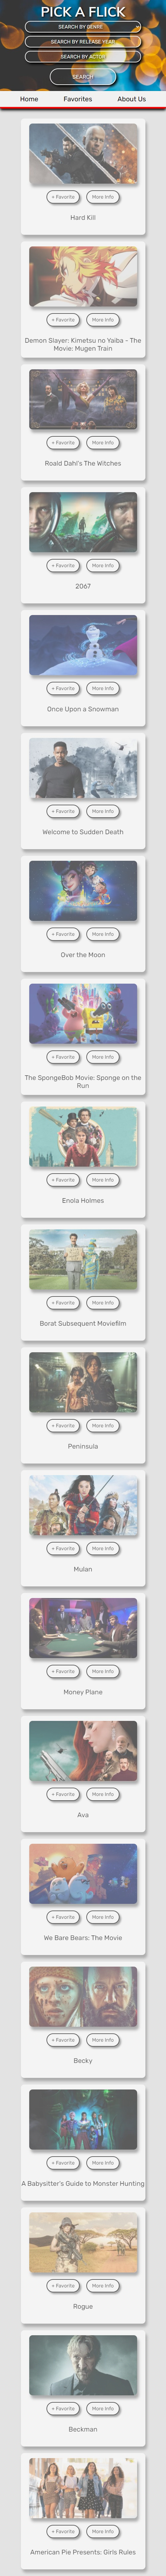 PICK A FLICK
SEARCH BY GENRE
SEARCH BY RELEASE YEAR
SEARCH BY ACTOR
SEARCH
Home Favorites About Us
+ Favorite More Info
Hard Kill
+ Favorite More Info
Demon Slayer: Kimetsu no Yaiba - The
Movie: Mugen Train
+ Favorite More Info
Roald Dahl's The Witches
+ Favorite More Info
2067
+ Favorite More Info
Once Upon a Snowman
+ Favorite More Info
Welcome to Sudden Death
+ Favorite More Info
Over the Moon
+ Favorite More Info
The SpongeBob Movie: Sponge on the
Run
+ Favorite More Info
Enola Holmes
+ Favorite More Info
Borat Subsequent Moviefilm
+ Favorite More Info
Peninsula
+ Favorite More Info
Mulan
+ Favorite More Info
Money Plane
+ Favorite More Info
Ava
+ Favorite More Info
We Bare Bears: The Movie
+ Favorite More Info
Becky
+ Favorite More Info
A Babysitter's Guide to Monster Hunting
+ Favorite More Info
Rogue
+ Favorite More Info
Beckman
+ Favorite More Info
American Pie Presents: Girls Rules